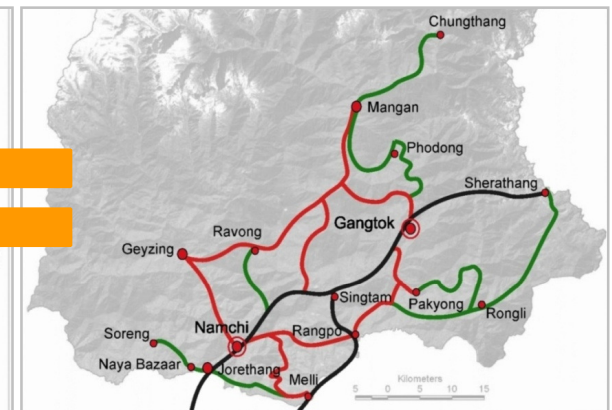 Chungthang
Mangan
Phodong
Sherathang
Gangtok
Ravong
Geyzing
Singtam
Pakyong
Rongli
Namchi
Rangpo
Soreng
Naya Bazaar
Jorethang
Melli
Kilometers
5 0 5 10 15